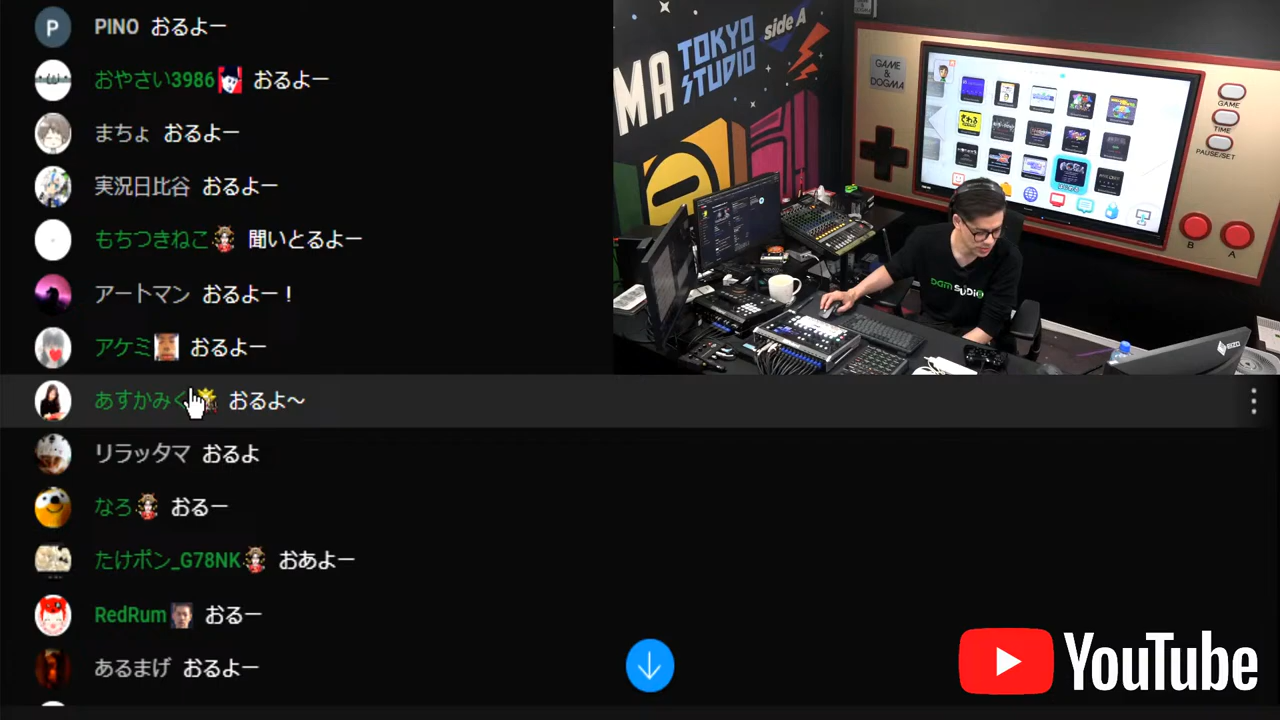 P PINO おるよー
おやさい3986 おるよー
まちょ おるよー
実況日比谷 おるよー
もちつきねこ 聞いとるよー
アートマン おるよー！
アケミ おるよー
あすかみく おるよ～
リラッタマ おるよ
なろ おるー
たけポン_G78NK おあよー
RedRum おるー
あるまげ おるよー
MA TOKYO STUDIO side A
GAME & DOGMA
GAME
TIME
PAUSE/SET
B
A
EIZO
YouTube